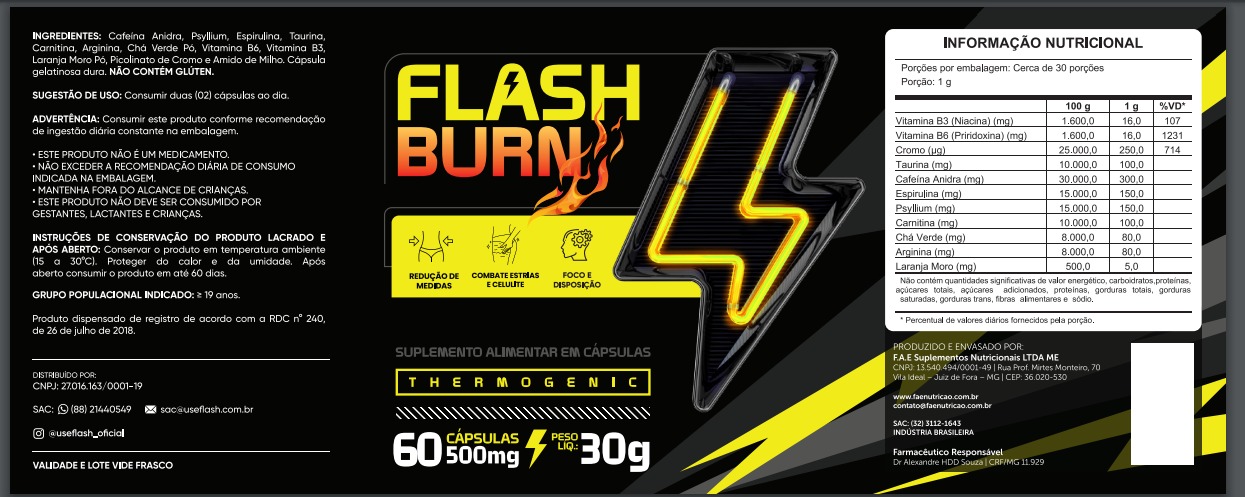 INGREDIENTES: Cafeína Anidra, Psyllium, Espirulina, Taurina,
Carnitina, Arginina, Chá Verde Pó, Vitamina B6, Vitamina B3,
Laranja Moro Pó, Picolinato de Cromo e Amido de Milho. Cápsula
gelatinosa dura. NÃO CONTÉM GLÚTEN.
SUGESTÃO DE USO: Consumir duas (02) cápsulas ao dia.
ADVERTÊNCIA: Consumir este produto conforme recomendação
de ingestão diária constante na embalagem.
• ESTE PRODUTO NÃO É UM MEDICAMENTO.
• NÃO EXCEDER A RECOMENDAÇÃO DIÁRIA DE CONSUMO
INDICADA NA EMBALAGEM.
• MANTENHA FORA DO ALCANCE DE CRIANÇAS.
• ESTE PRODUTO NÃO DEVE SER CONSUMIDO POR
GESTANTES, LACTANTES E CRIANÇAS.
INSTRUÇÕES DE CONSERVAÇÃO DO PRODUTO LACRADO E
APÓS ABERTO: Conservar o produto em temperatura ambiente
(15 a 30°C). Proteger do calor e da umidade. Após
aberto consumir o produto em até 60 dias.
GRUPO POPULACIONAL INDICADO: ≥ 19 anos.
Produto dispensado de registro de acordo com a RDC n° 240,
de 26 de julho de 2018.
DISTRIBUÍDO POR:
CNPJ: 27.016.163/0001-19
SAC: (88) 21440549 sac@useflash.com.br
@useflash_oficial
VALIDADE E LOTE VIDE FRASCO
FLASH
BURN
REDUÇÃO DE
MEDIDAS
COMBATE ESTRIAS
E CELULITE
FOCO E
DISPOSIÇÃO
SUPLEMENTO ALIMENTAR EM CÁPSULAS
THERMOGENIC
60 CÁPSULAS 500mg PESO LIQ.: 30g
INFORMAÇÃO NUTRICIONAL
Porções por embalagem: Cerca de 30 porções
Porção: 1 g
100 g 1 g %VD*
Vitamina B3 (Niacina) (mg) 1.600,0 16,0 107
Vitamina B6 (Priridoxina) (mg) 1.600,0 16,0 1231
Cromo (µg) 25.000,0 250,0 714
Taurina (mg) 10.000,0 100,0
Cafeína Anidra (mg) 30.000,0 300,0
Espirulina (mg) 15.000,0 150,0
Psyllium (mg) 15.000,0 150,0
Carnitina (mg) 10.000,0 100,0
Chá Verde (mg) 8.000,0 80,0
Arginina (mg) 8.000,0 80,0
Laranja Moro (mg) 500,0 5,0
Não contém quantidades significativas de valor energético, carboidratos,proteínas,
açúcares totais, açúcares adicionados, proteínas, gorduras totais, gorduras
saturadas, gorduras trans, fibras alimentares e sódio.
* Percentual de valores diários fornecidos pela porção.
PRODUZIDO E ENVASADO POR:
F.A.E Suplementos Nutricionais LTDA ME
CNPJ: 13.540.494/0001-49 | Rua Prof. Mirtes Monteiro, 70
Vila Ideal – Juiz de Fora – MG | CEP: 36.020-530
www.faenutricao.com.br
contato@faenutricao.com.br
SAC: (32) 3112-1643
INDÚSTRIA BRASILEIRA
Farmacêutico Responsável
Dr Alexandre HDD Souza | CRF/MG 11.929